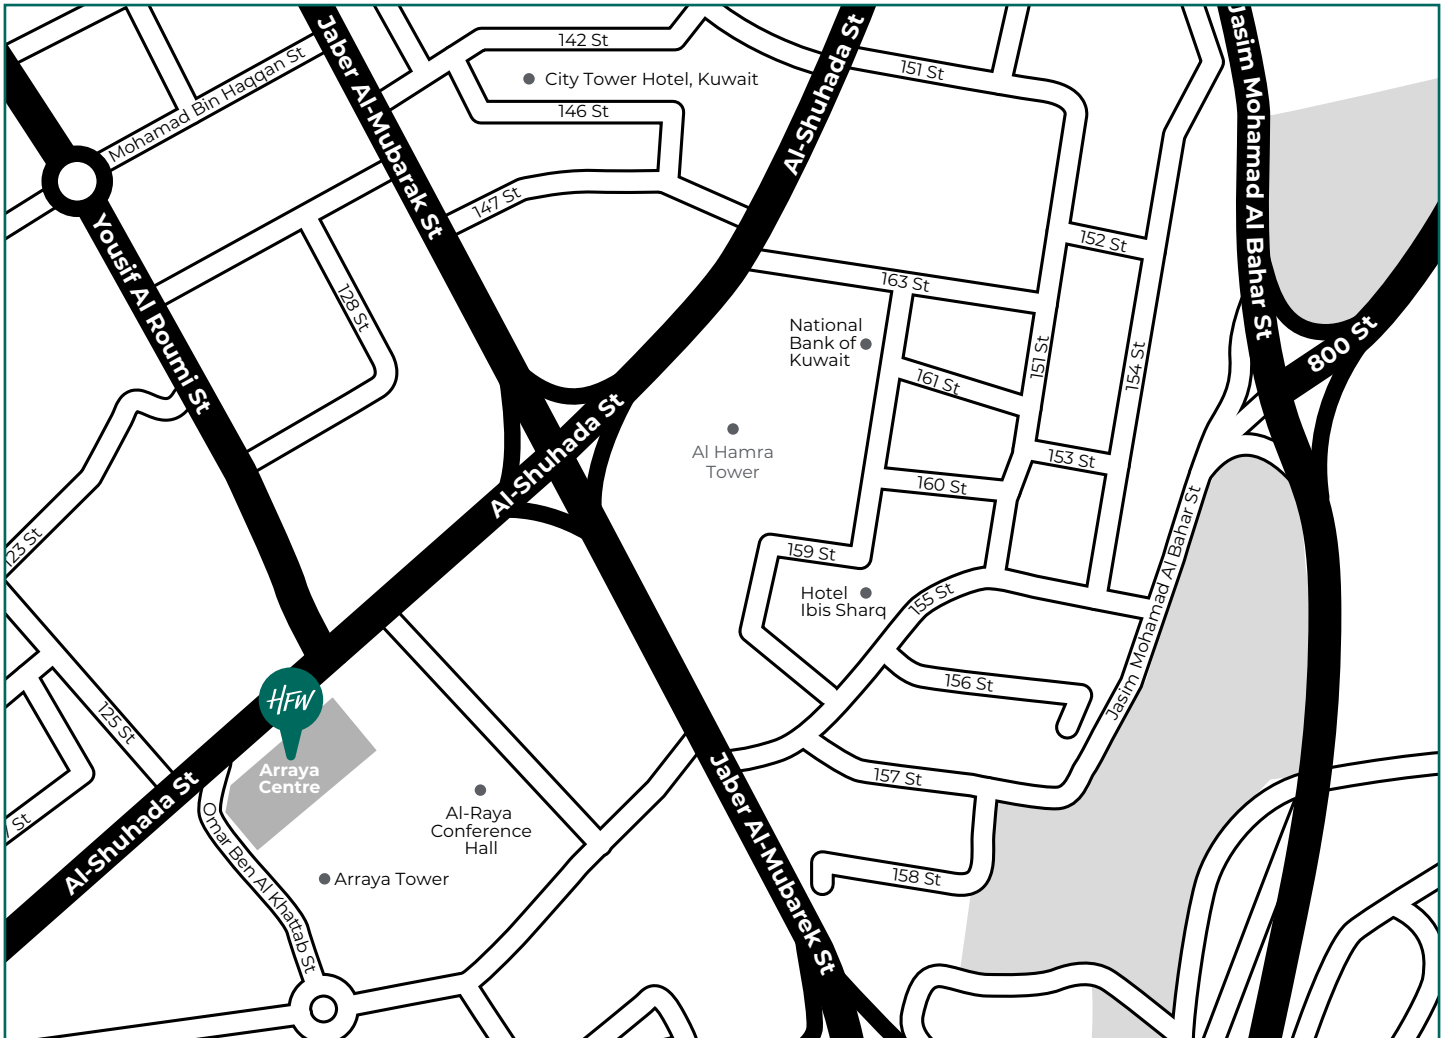 Jaber Al-Mubarak St
142 St
City Tower Hotel, Kuwait
146 St
147 St
Al-Shuhada St
151 St
Jasim Mohamad Al Bahar St
Mohamad Bin Haqqan St
Yousif Al Roumi St
128 St
152 St
163 St
National
Bank of
Kuwait
151 St
154 St
800 St
161 St
Al-Shuhada St
Al Hamra
Tower
153 St
160 St
159 St
Hotel
Ibis Sharq
155 St
Jasim Mohamad Al Bahar St
123 St
156 St
HFW
Arraya
Centre
125 St
157 St
Al-Shuhada St
St
Al-Raya
Conference
Hall
Omar Ben Al Khattab St
Arraya Tower
Jaber Al-Mubarek St
158 St